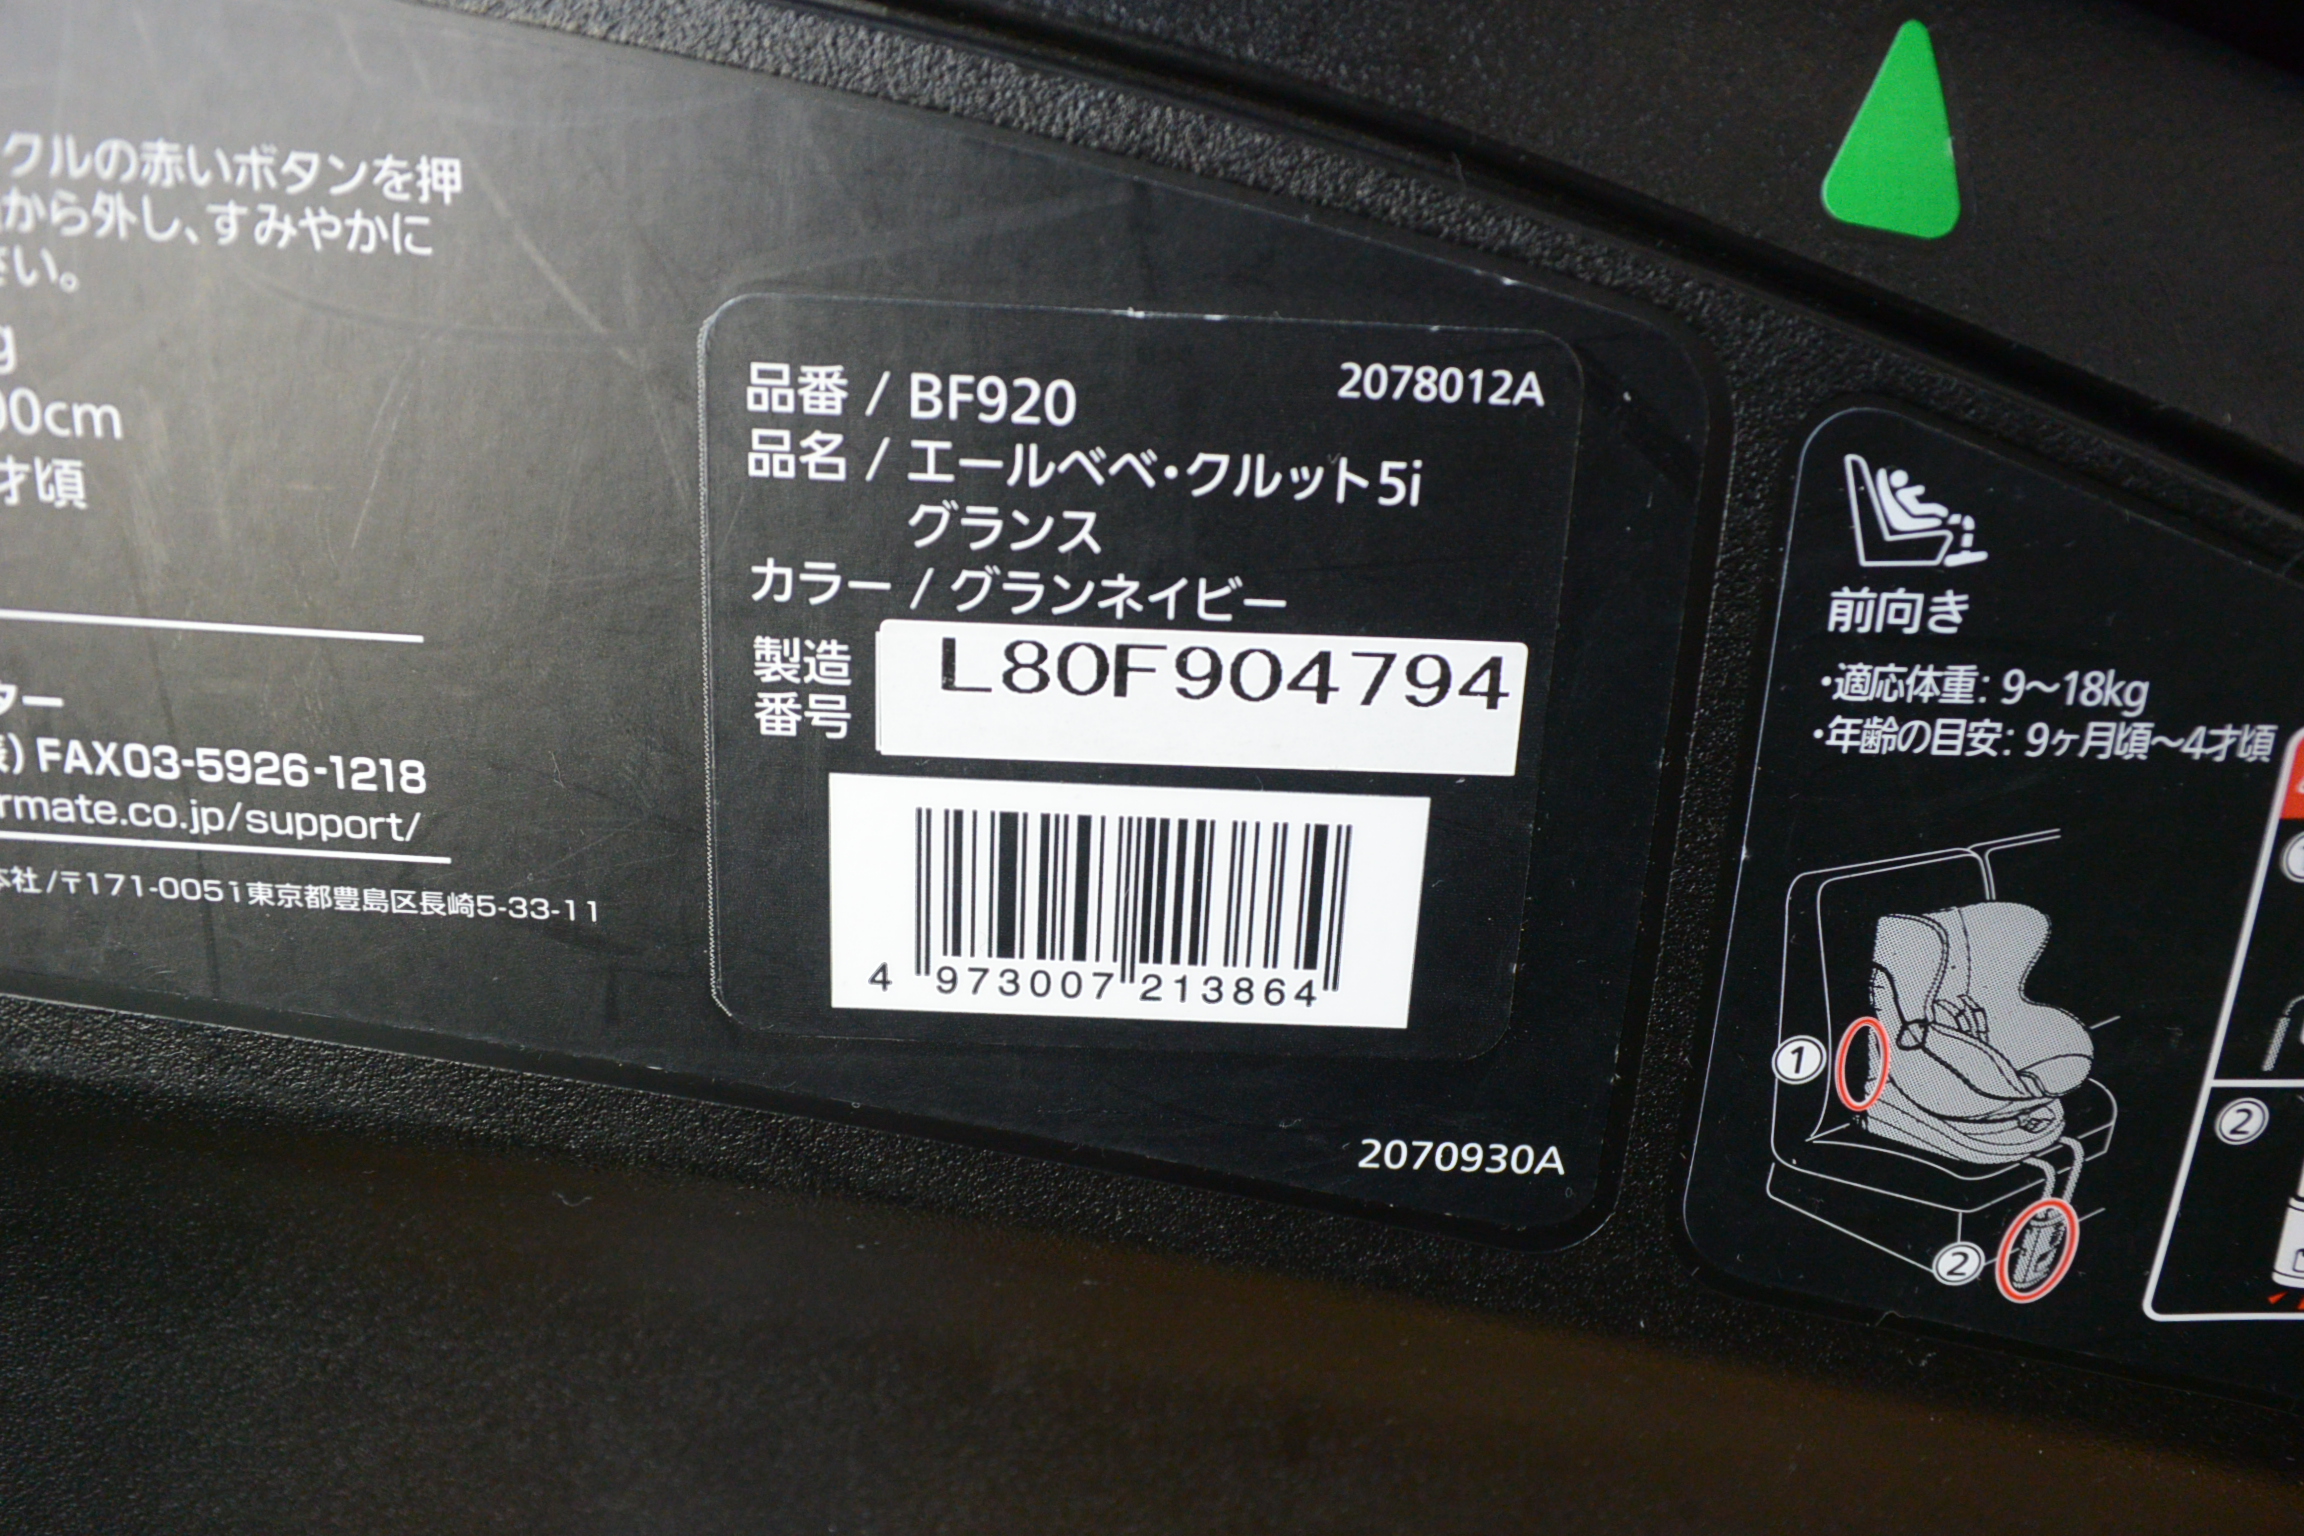 クルの赤いボタンを押
から外し、すみやかに
さい。
g
00cm
才頃
ター
FAX03-5926-1218
rmate.co.jp/support/
本社/〒171-0051東京都豊島区長崎5-33-11
品番 / BF920
2078012A
品名 / エールベベ・クルット5i
グランス
カラー / グランネイビー
製造
番号
L80F904794
4 973007 213864
2070930A
前向き
・適応体重: 9〜18kg
・年齢の目安: 9ヶ月頃〜4才頃
①
②
①
②